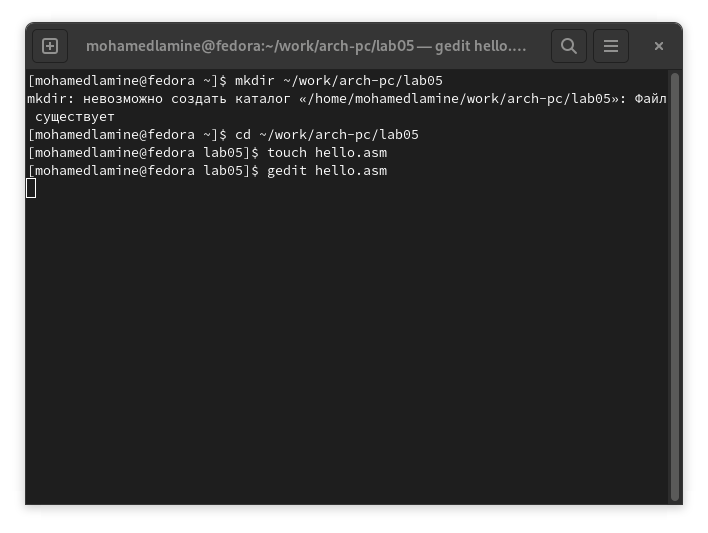 mohamedlamine@fedora:~/work/arch-pc/lab05 — gedit hello.…
[mohamedlamine@fedora ~]$ mkdir ~/work/arch-pc/lab05
mkdir: невозможно создать каталог «/home/mohamedlamine/work/arch-pc/lab05»: Файл
существует
[mohamedlamine@fedora ~]$ cd ~/work/arch-pc/lab05
[mohamedlamine@fedora lab05]$ touch hello.asm
[mohamedlamine@fedora lab05]$ gedit hello.asm